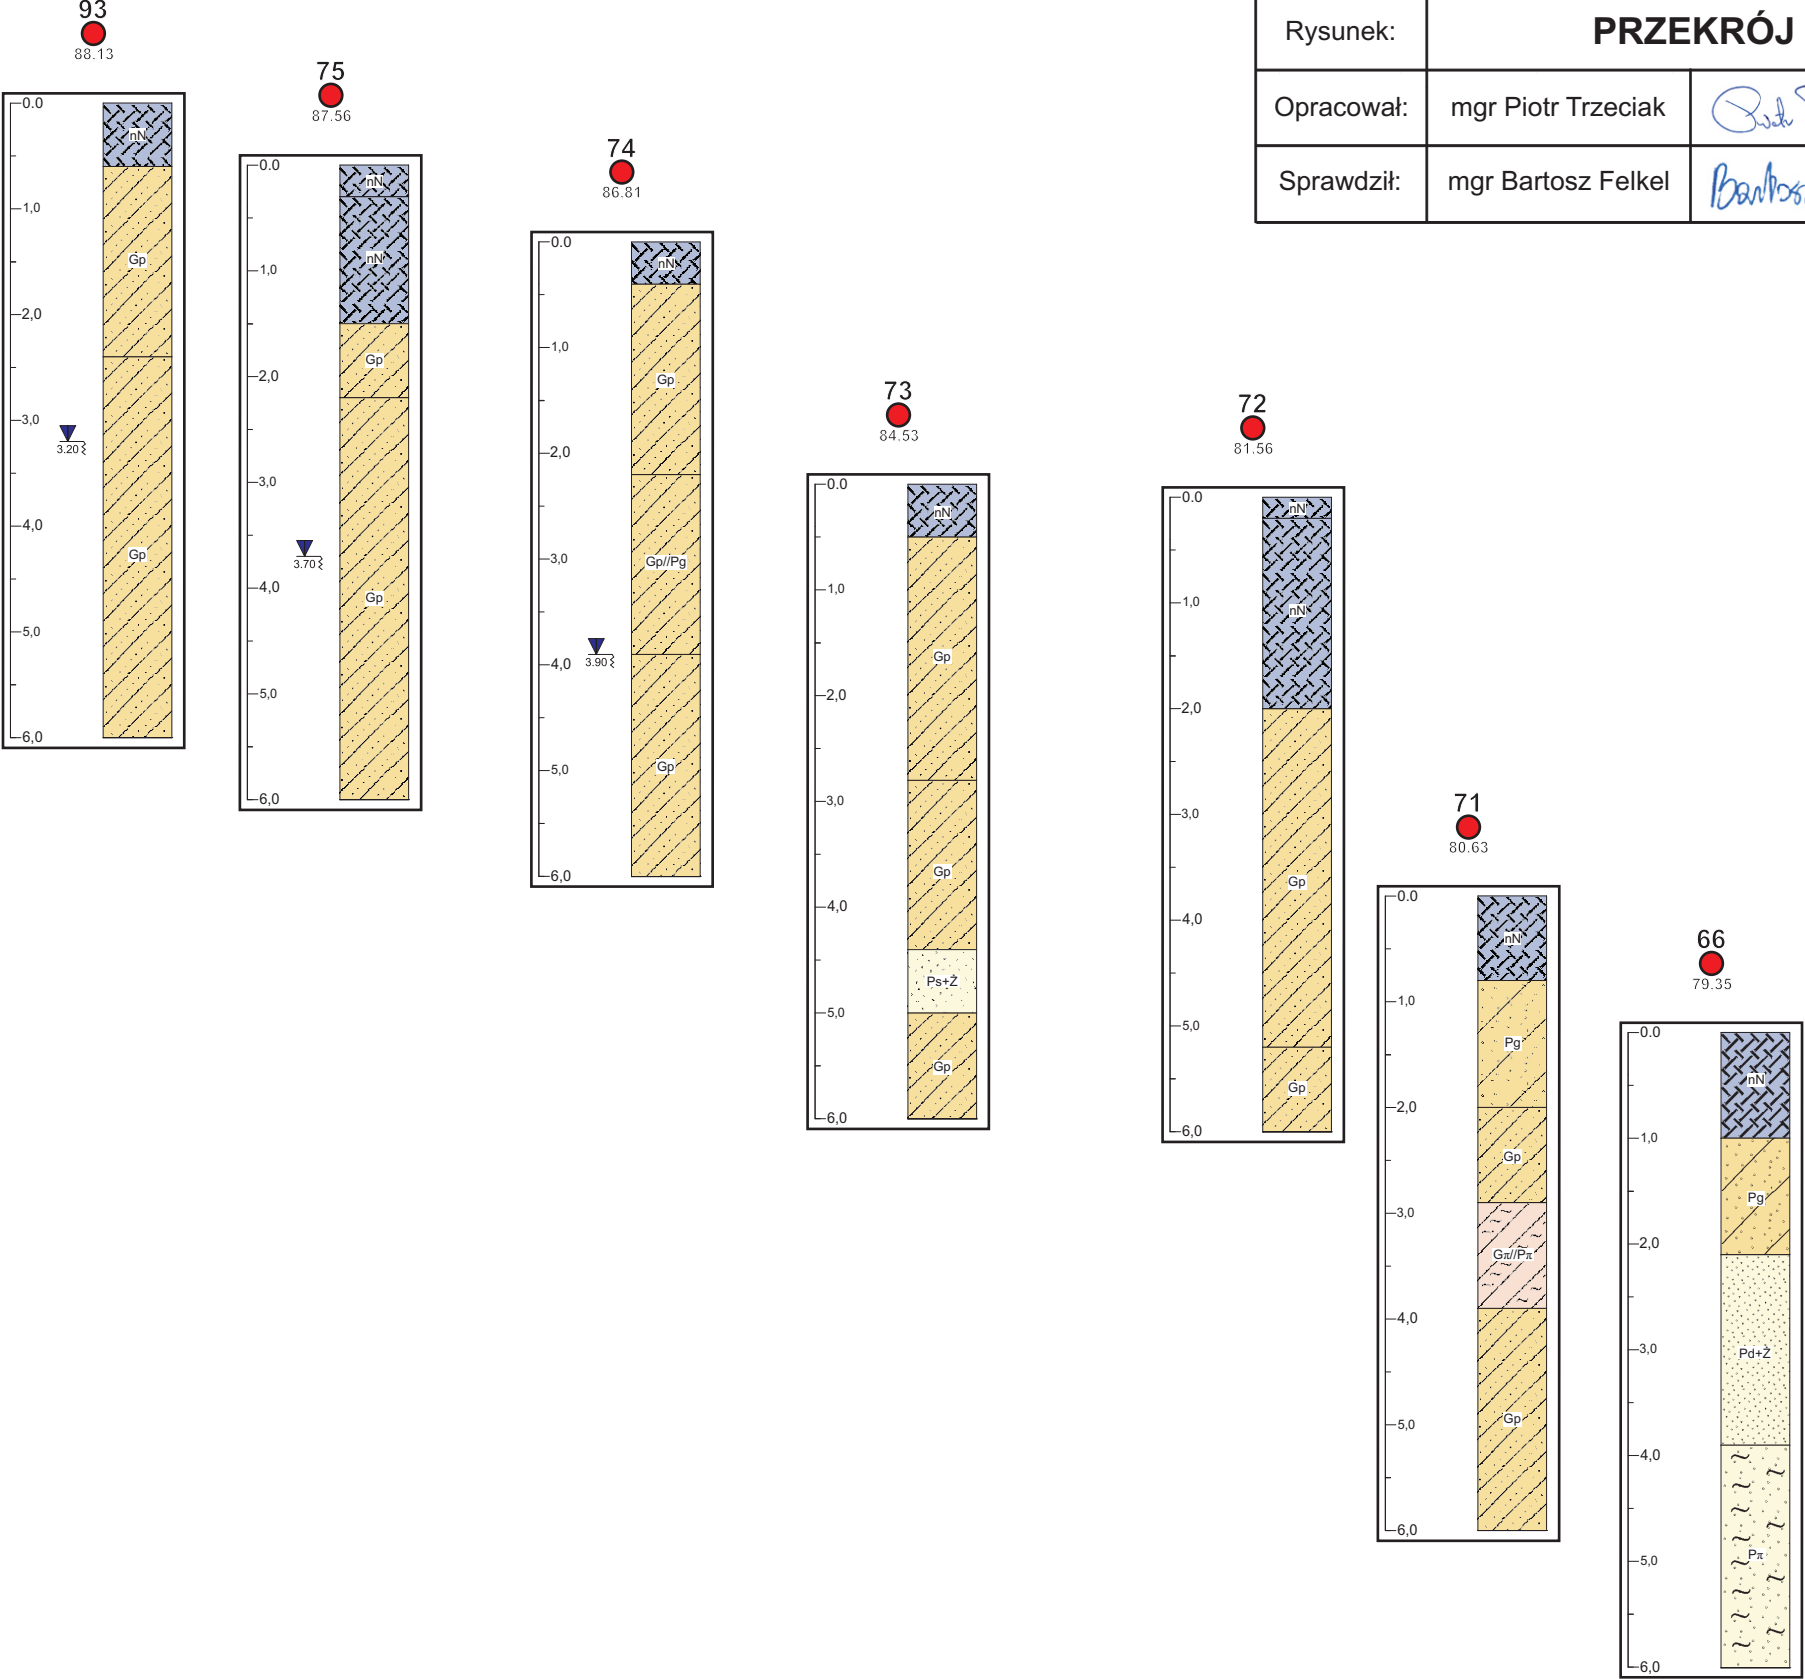 Rysunek: PRZEKRÓJ
Opracował: mgr Piotr Trzeciak
Sprawdził: mgr Bartosz Felkel
93
88.13
0.0
1,0
2,0
3,0
4,0
5,0
6,0
nN
Gp
Gp
3.20
75
87.56
0.0
1,0
2,0
3,0
4,0
5,0
6,0
nN
nN
Gp
Gp
3.70
74
86.81
0.0
1,0
2,0
3,0
4,0
5,0
6,0
nN
Gp
Gp//Pg
Gp
3.90
73
84.53
0.0
1,0
2,0
3,0
4,0
5,0
6,0
nN
Gp
Gp
Ps+Ż
Gp
72
81.56
0.0
1,0
2,0
3,0
4,0
5,0
6,0
nN
nN
Gp
Gp
71
80.63
0.0
1,0
2,0
3,0
4,0
5,0
6,0
nN
Pg
Gp
Gπ//Pπ
Gp
66
79.35
0.0
1,0
2,0
3,0
4,0
5,0
6,0
nN
Pg
Pd+Ż
Pπ